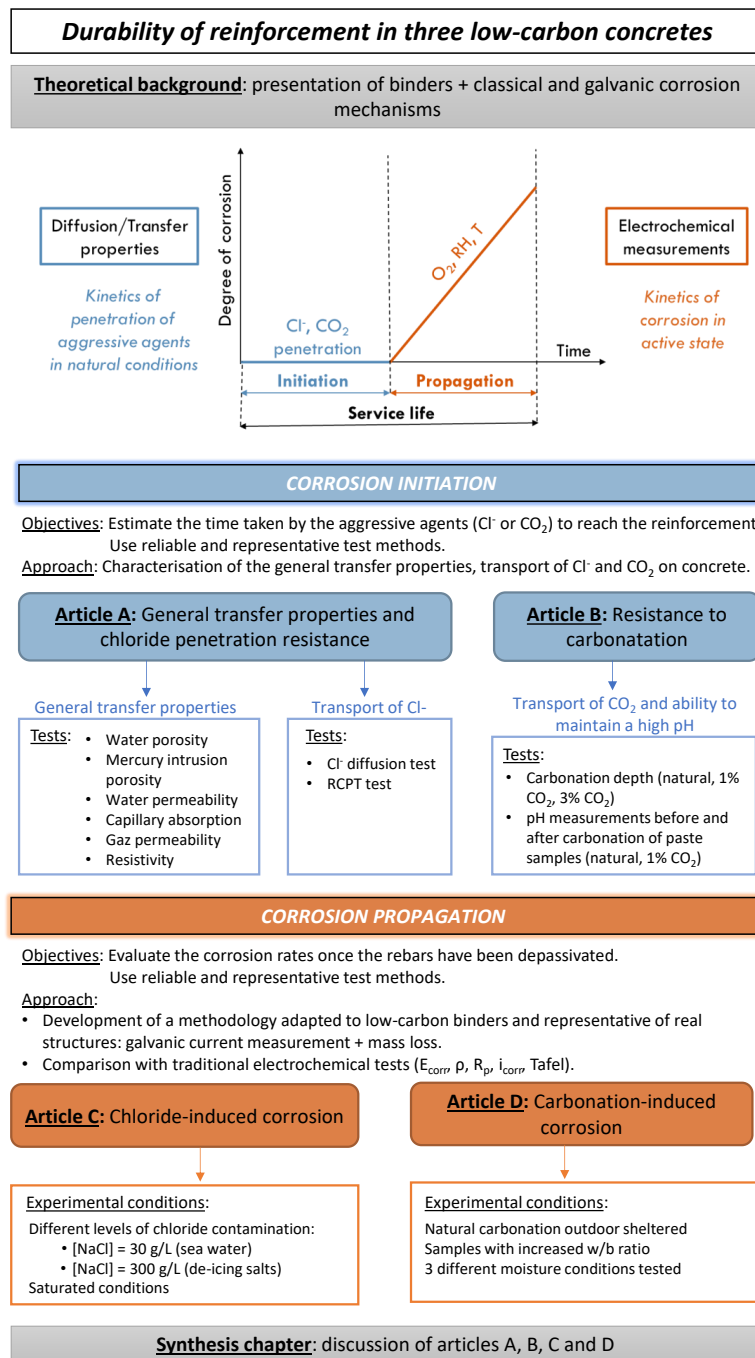 Durability of reinforcement in three low-carbon concretes
Theoretical background: presentation of binders + classical and galvanic corrosion
mechanisms
Diffusion/Transfer
properties
Kinetics of
penetration of
aggressive agents
in natural conditions
Degree of corrosion
Cl⁻, CO₂
penetration
O₂, RH, T
Time
Initiation
Propagation
Service life
Electrochemical
measurements
Kinetics of
corrosion in
active state
CORROSION INITIATION
Objectives: Estimate the time taken by the aggressive agents (Cl⁻ or CO₂) to reach the reinforcement
Use reliable and representative test methods.
Approach: Characterisation of the general transfer properties, transport of Cl⁻ and CO₂ on concrete.
Article A: General transfer properties and
chloride penetration resistance
General transfer properties
Tests:
• Water porosity
• Mercury intrusion
porosity
• Water permeability
• Capillary absorption
• Gaz permeability
• Resistivity
Transport of Cl-
Tests:
• Cl⁻ diffusion test
• RCPT test
Article B: Resistance to
carbonatation
Transport of CO₂ and ability to
maintain a high pH
Tests:
• Carbonation depth (natural, 1%
CO₂, 3% CO₂)
• pH measurements before and
after carbonation of paste
samples (natural, 1% CO₂)
CORROSION PROPAGATION
Objectives: Evaluate the corrosion rates once the rebars have been depassivated.
Use reliable and representative test methods.
Approach:
• Development of a methodology adapted to low-carbon binders and representative of real
structures: galvanic current measurement + mass loss.
• Comparison with traditional electrochemical tests (E_corr, ρ, R_p, i_corr, Tafel).
Article C: Chloride-induced corrosion
Experimental conditions:
Different levels of chloride contamination:
• [NaCl] = 30 g/L (sea water)
• [NaCl] = 300 g/L (de-icing salts)
Saturated conditions
Article D: Carbonation-induced
corrosion
Experimental conditions:
Natural carbonation outdoor sheltered
Samples with increased w/b ratio
3 different moisture conditions tested
Synthesis chapter: discussion of articles A, B, C and D